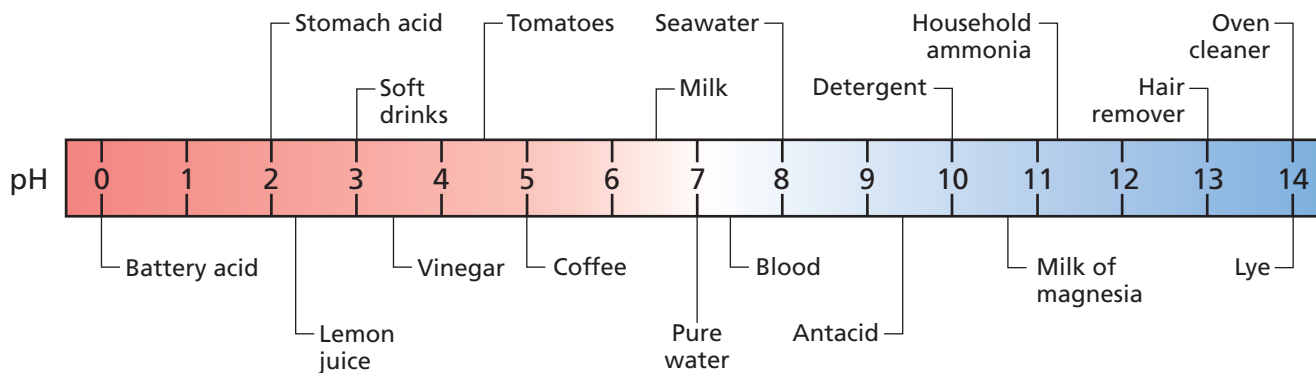 Stomach acid
Tomatoes
Seawater
Household
ammonia
Oven
cleaner
Soft
drinks
Milk
Detergent
Hair
remover
pH
0 1 2 3 4 5 6 7 8 9 10 11 12 13 14
Battery acid
Vinegar
Coffee
Blood
Milk of
magnesia
Lye
Lemon
juice
Pure
water
Antacid